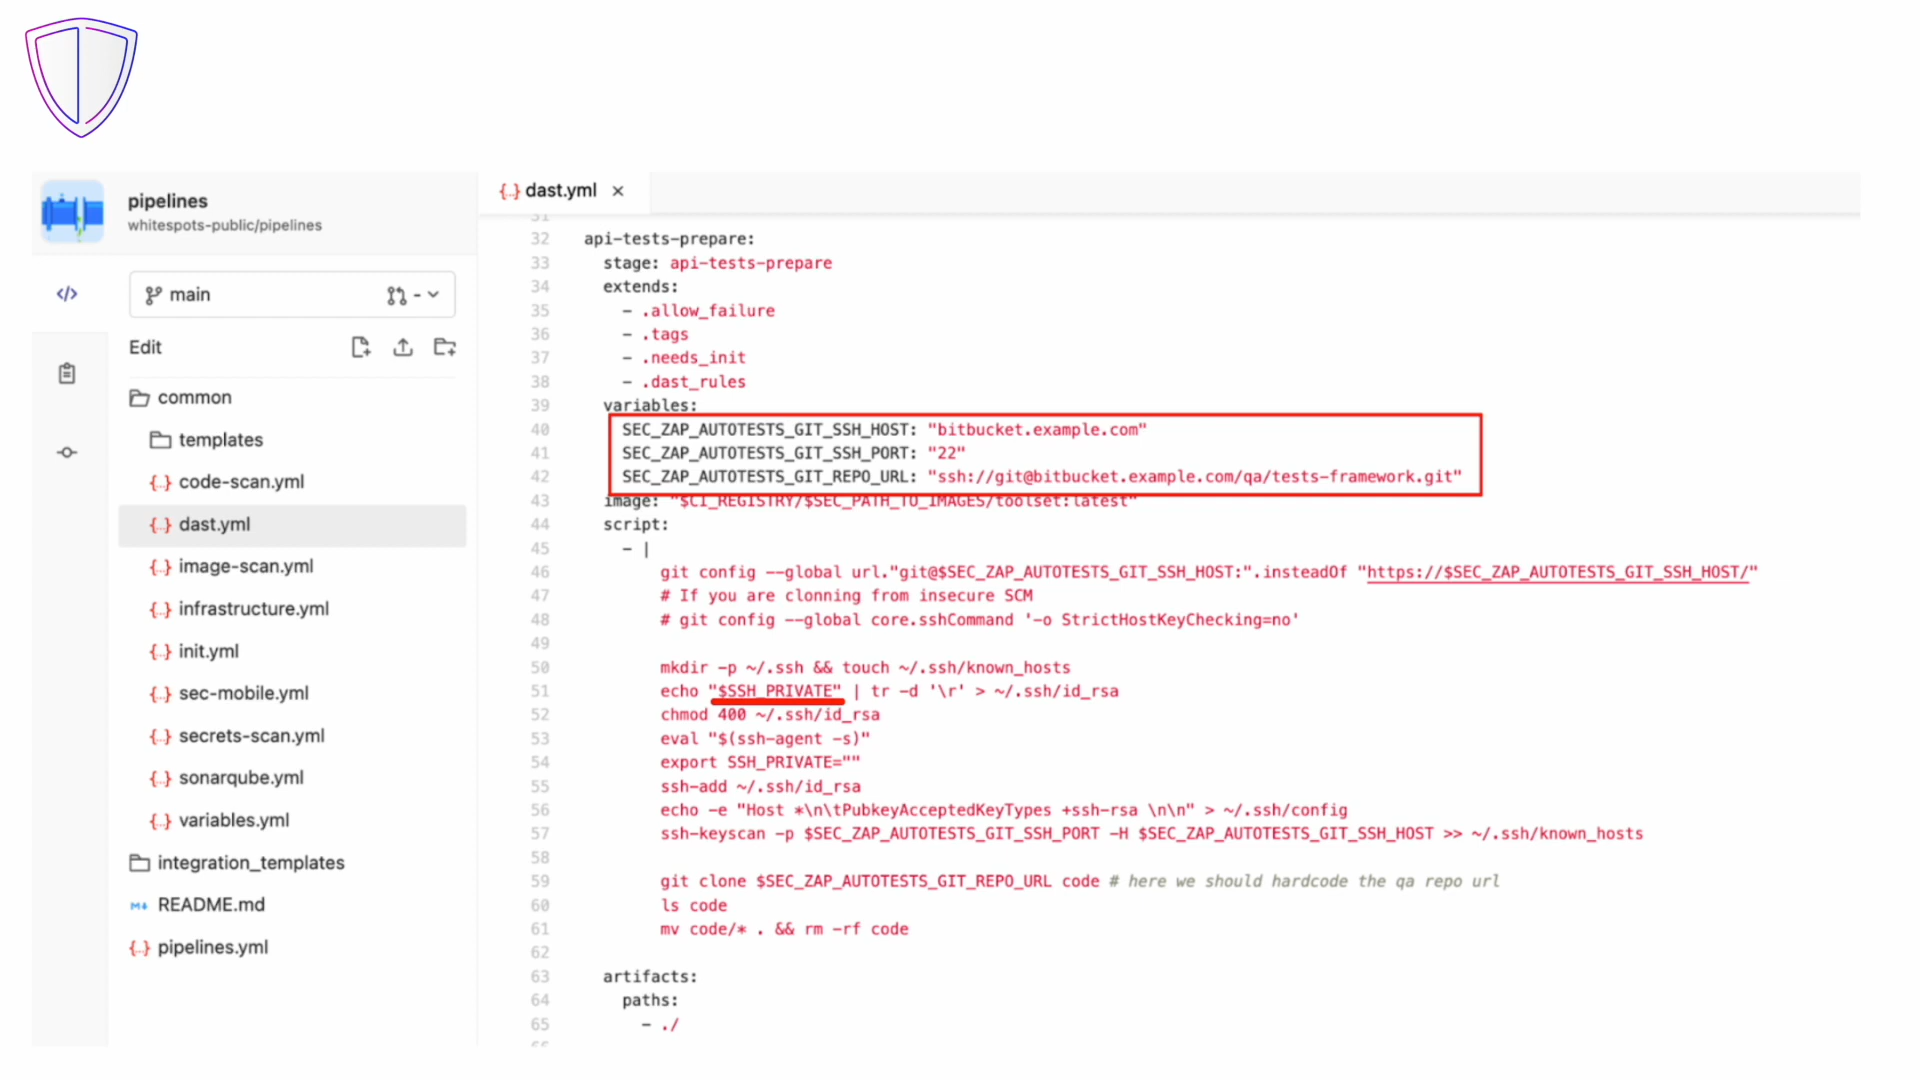 pipelines
whitespots-public/pipelines
main
-
Edit
common
templates
{..} code-scan.yml
{..} dast.yml
{..} image-scan.yml
{..} infrastructure.yml
{..} init.yml
{..} sec-mobile.yml
{..} secrets-scan.yml
{..} sonarqube.yml
{..} variables.yml
integration_templates
M↓ README.md
{..} pipelines.yml
{..} dast.yml ×
31
32 api-tests-prepare:
33 stage: api-tests-prepare
34 extends:
35 - .allow_failure
36 - .tags
37 - .needs_init
38 - .dast_rules
39 variables:
40 SEC_ZAP_AUTOTESTS_GIT_SSH_HOST: "bitbucket.example.com"
41 SEC_ZAP_AUTOTESTS_GIT_SSH_PORT: "22"
42 SEC_ZAP_AUTOTESTS_GIT_REPO_URL: "ssh://git@bitbucket.example.com/qa/tests-framework.git"
43 image: "$CI_REGISTRY/$SEC_PATH_TO_IMAGES/toolset:latest"
44 script:
45 - |
46 git config --global url."git@$SEC_ZAP_AUTOTESTS_GIT_SSH_HOST:".insteadOf "https://$SEC_ZAP_AUTOTESTS_GIT_SSH_HOST/"
47 # If you are clonning from insecure SCM
48 # git config --global core.sshCommand '-o StrictHostKeyChecking=no'
49
50 mkdir -p ~/.ssh && touch ~/.ssh/known_hosts
51 echo "$SSH_PRIVATE" | tr -d '\r' > ~/.ssh/id_rsa
52 chmod 400 ~/.ssh/id_rsa
53 eval "$(ssh-agent -s)"
54 export SSH_PRIVATE=""
55 ssh-add ~/.ssh/id_rsa
56 echo -e "Host *\n\tPubkeyAcceptedKeyTypes +ssh-rsa \n\n" > ~/.ssh/config
57 ssh-keyscan -p $SEC_ZAP_AUTOTESTS_GIT_SSH_PORT -H $SEC_ZAP_AUTOTESTS_GIT_SSH_HOST >> ~/.ssh/known_hosts
58
59 git clone $SEC_ZAP_AUTOTESTS_GIT_REPO_URL code # here we should hardcode the qa repo url
60 ls code
61 mv code/* . && rm -rf code
62
63 artifacts:
64 paths:
65 - ./
66